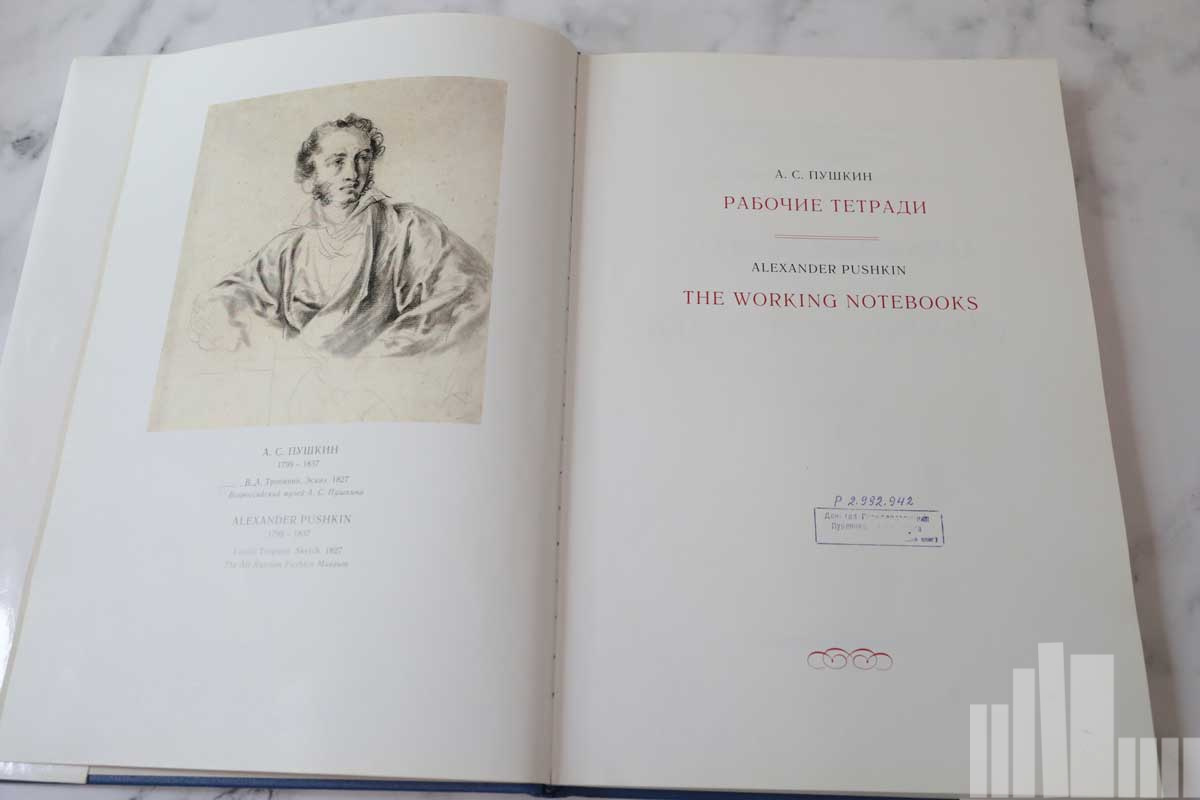 А. С. ПУШКИН
1799 – 1837
В. А. Тропинин. Эскиз. 1827
Всероссийский музей А. С. Пушкина
ALEXANDER PUSHKIN
1799 – 1837
Tropinin. Sketch. 1827
The All-Russian Pushkin Museum
А. С. ПУШКИН
РАБОЧИЕ ТЕТРАДИ
ALEXANDER PUSHKIN
THE WORKING NOTEBOOKS
Р 2.992.942